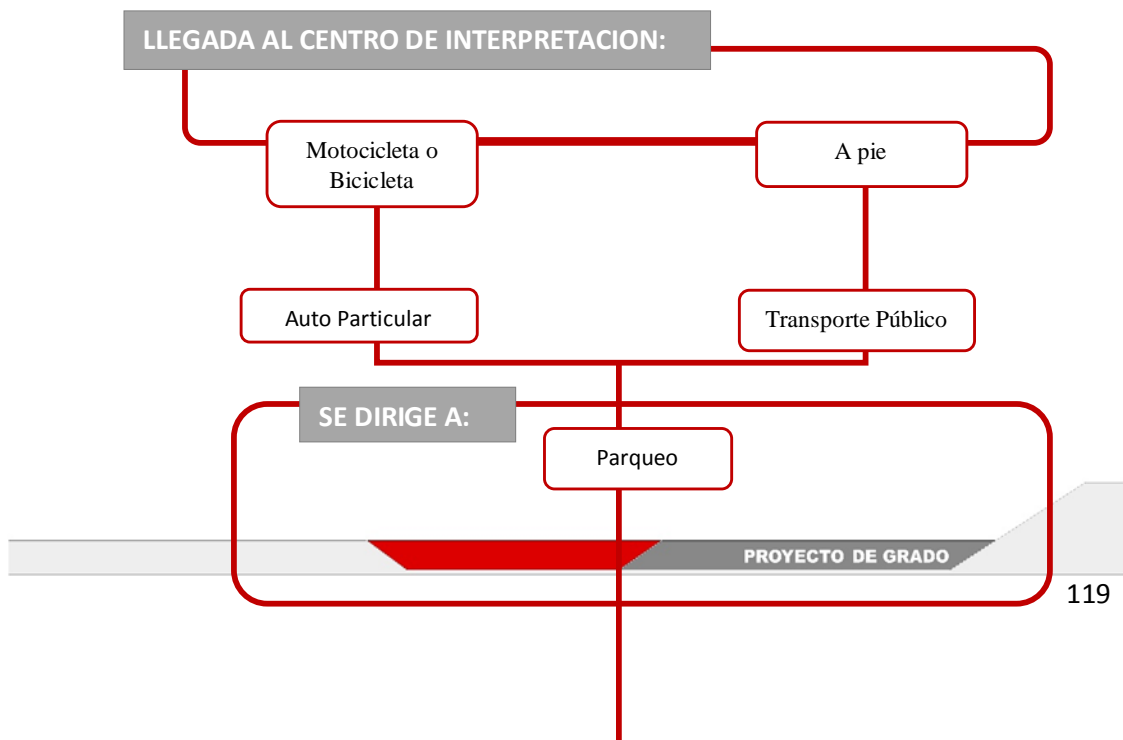 LLEGADA AL CENTRO DE INTERPRETACION:
Motocicleta o
Bicicleta
A pie
Auto Particular
Transporte Público
SE DIRIGE A:
Parqueo
PROYECTO DE GRADO
119